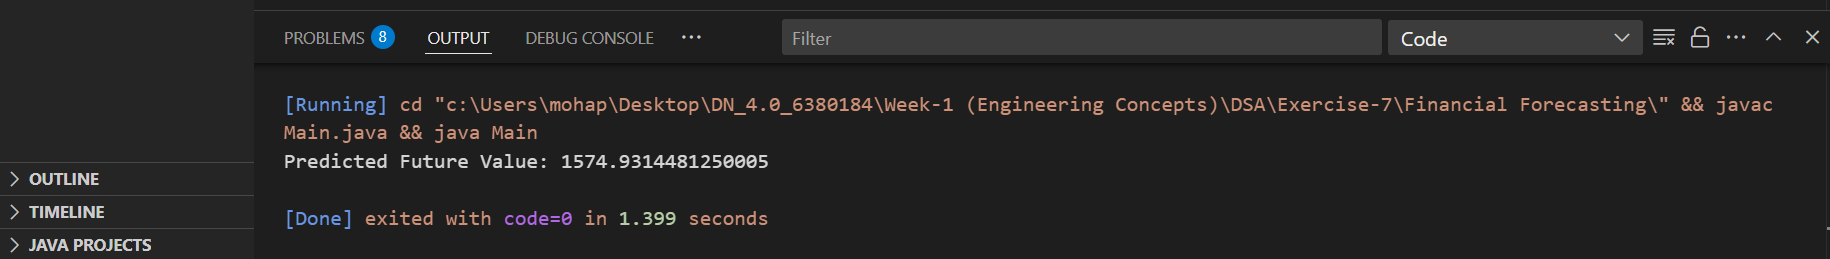 PROBLEMS 8 OUTPUT DEBUG CONSOLE ··· Filter Code ···
[Running] cd "c:\Users\mohap\Desktop\DN_4.0_6380184\Week-1 (Engineering Concepts)\DSA\Exercise-7\Financial Forecasting\" && javac
Main.java && java Main
Predicted Future Value: 1574.9314481250005
[Done] exited with code=0 in 1.399 seconds
OUTLINE
TIMELINE
JAVA PROJECTS